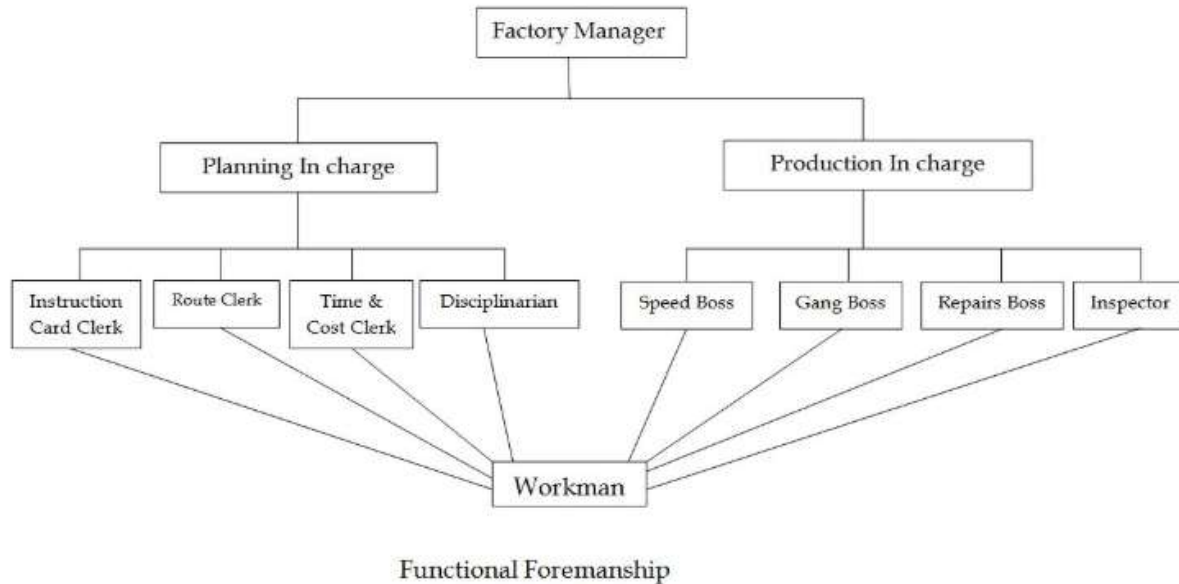 Factory Manager
Planning In charge
Production In charge
Instruction
Card Clerk
Route Clerk
Time &
Cost Clerk
Disciplinarian
Speed Boss
Gang Boss
Repairs Boss
Inspector
Workman
Functional Foremanship